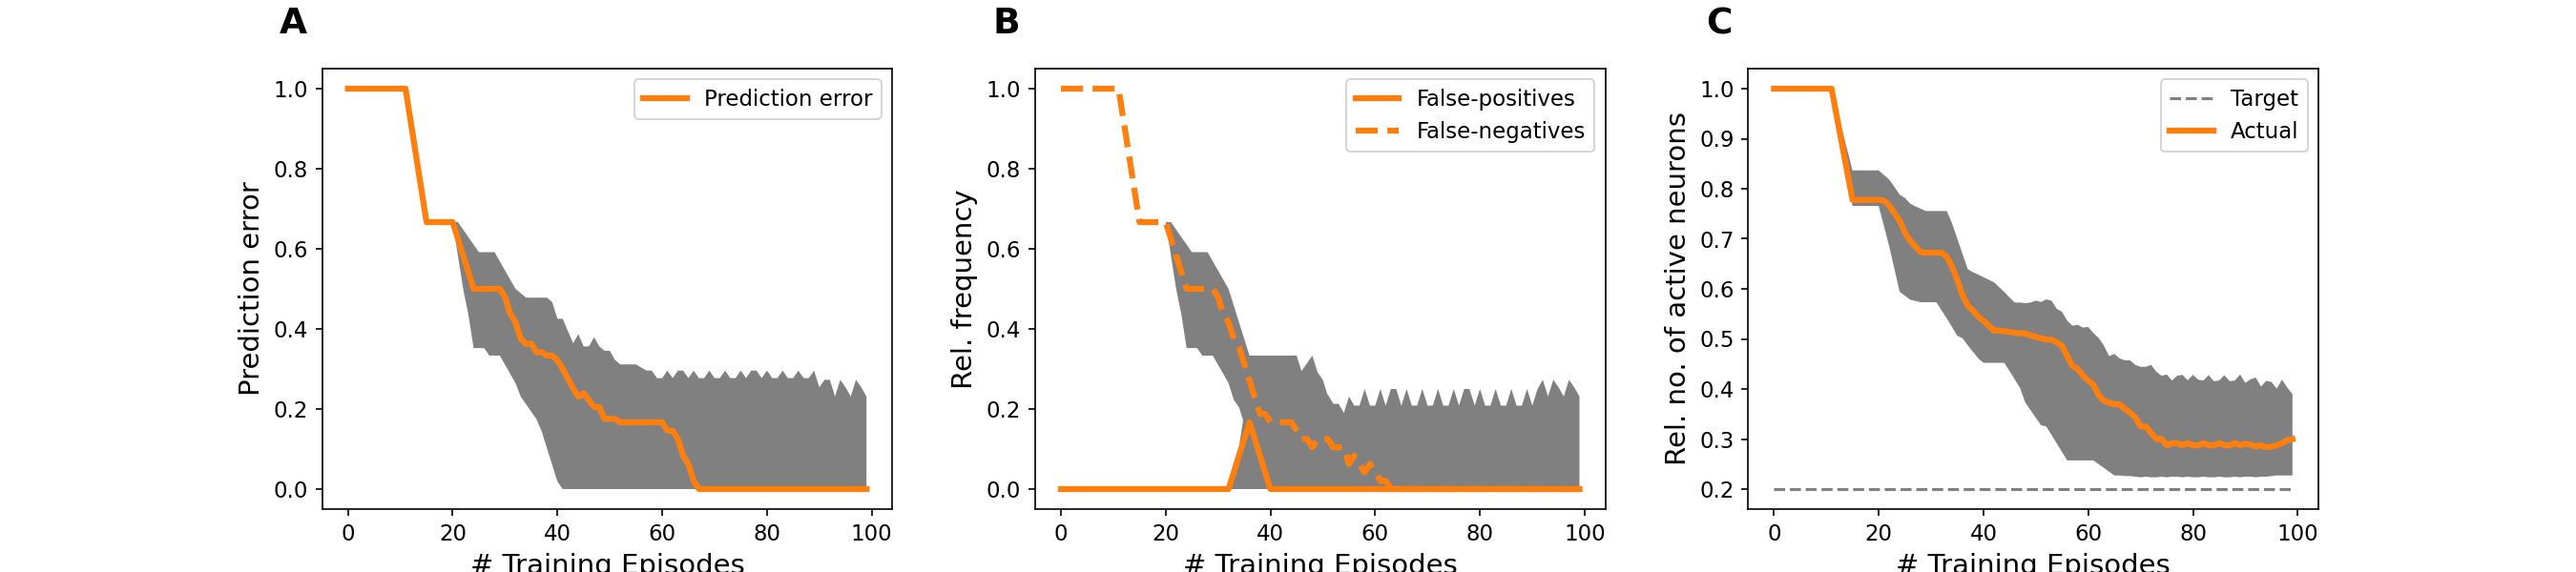 A
B
C
Prediction error
1.0
0.8
0.6
0.4
0.2
0.0
0 20 40 60 80 100
# Training Episodes
Prediction error
Rel. frequency
1.0
0.8
0.6
0.4
0.2
0.0
0 20 40 60 80 100
# Training Episodes
False-positives
False-negatives
Rel. no. of active neurons
1.0
0.9
0.8
0.7
0.6
0.5
0.4
0.3
0.2
0 20 40 60 80 100
# Training Episodes
Target
Actual